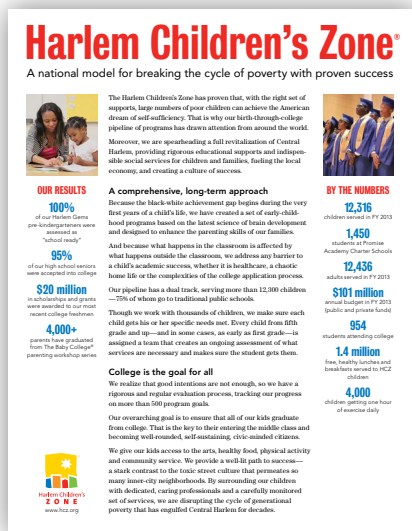 Harlem Children's Zone®
A national model for breaking the cycle of poverty with proven success
OUR RESULTS
100%
of our Harlem Gems
pre-kindergarteners were
assessed as
"school ready"
95%
of our high school seniors
were accepted into college
$20 million
in scholarships and grants
were awarded to our most
recent college freshmen
4,000+
parents have graduated
from The Baby College®
parenting workshop series
Harlem Children's
ZONE
www.hcz.org
The Harlem Children's Zone has proven that, with the right set of
supports, large numbers of poor children can achieve the American
dream of self-sufficiency. That is why our birth-through-college
pipeline of programs has drawn attention from around the world.
Moreover, we are spearheading a full revitalization of Central
Harlem, providing rigorous educational supports and indispen-
sible social services for children and families, fueling the local
economy, and creating a culture of success.
A comprehensive, long-term approach
Because the black-white achievement gap begins during the very
first years of a child's life, we have created a set of early-child-
hood programs based on the latest science of brain development
and designed to enhance the parenting skills of our families.
And because what happens in the classroom is affected by
what happens outside the classroom, we address any barrier to
a child's academic success, whether it is healthcare, a chaotic
home life or the complexities of the college application process.
Our pipeline has a dual track, serving more than 12,300 children
—75% of whom go to traditional public schools.
Though we work with thousands of children, we make sure each
child gets his or her specific needs met. Every child from fifth
grade and up—and in some cases, as early as first grade—is
assigned a team that creates an ongoing assessment of what
services are necessary and makes sure the student gets them.
College is the goal for all
We realize that good intentions are not enough, so we have a
rigorous and regular evaluation process, tracking our progress
on more than 500 program goals.
Our overarching goal is to ensure that all of our kids graduate
from college. That is the key to their entering the middle class and
becoming well-rounded, self-sustaining, civic-minded citizens.
We give our kids access to the arts, healthy food, physical activity
and community service. We provide a well-lit path to success—
a stark contrast to the toxic street culture that permeates so
many inner-city neighborhoods. By surrounding our children
with dedicated, caring professionals and a carefully monitored
set of services, we are disrupting the cycle of generational
poverty that has engulfed Central Harlem for decades.
BY THE NUMBERS
12,316
children served in FY 2013
1,450
students at Promise
Academy Charter Schools
12,436
adults served in FY 2013
$101 million
annual budget in FY 2013
(public and private funds)
954
students attending college
1.4 million
free, healthy lunches and
breakfasts served to HCZ
children
4,000
children getting one hour
of exercise daily